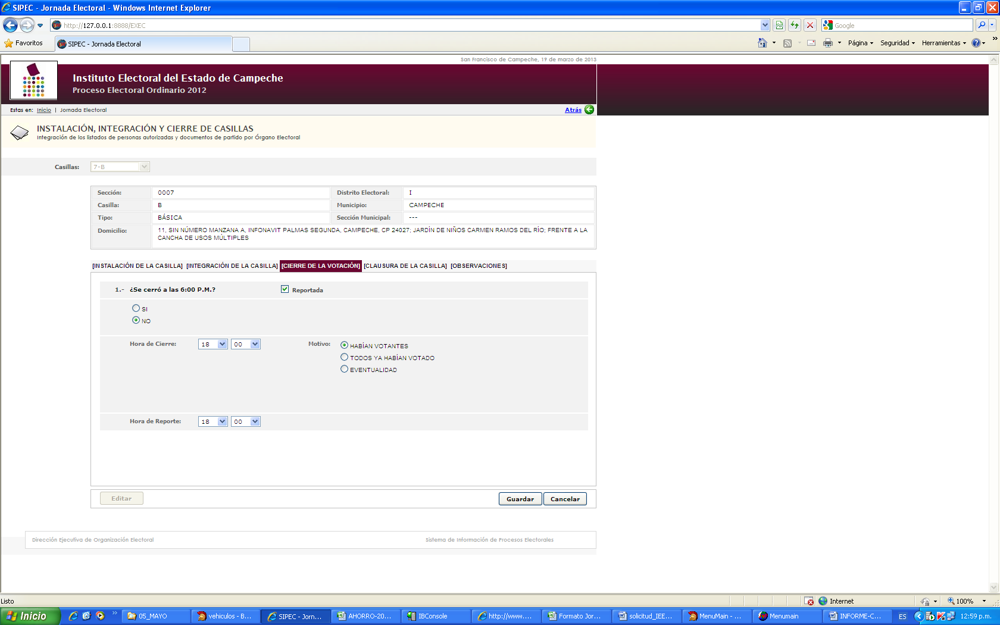 SIPEC - Jornada Electoral - Windows Internet Explorer
http://127.0.0.1:8888/EXEC
Google
Favoritos
SIPEC - Jornada Electoral
Página
Seguridad
Herramientas
San Francisco de Campeche, 19 de marzo de 2013
Instituto Electoral del Estado de Campeche
Proceso Electoral Ordinario 2012
Estas en: Inicio | Jornada Electoral
Atrás
INSTALACIÓN, INTEGRACIÓN Y CIERRE DE CASILLAS
Integración de los listados de personas autorizadas y documentos de partido por Órgano Electoral
Casillas: 7-B
Sección: 0007 Distrito Electoral: I
Casilla: B Municipio: CAMPECHE
Tipo: BÁSICA Sección Municipal: ---
Domicilio: 11, SIN NÚMERO MANZANA A, INFONAVIT PALMAS SEGUNDA, CAMPECHE, CP 24027; JARDÍN DE NIÑOS CARMEN RAMOS DEL RÍO; FRENTE A LA
CANCHA DE USOS MÚLTIPLES
[INSTALACIÓN DE LA CASILLA] [INTEGRACIÓN DE LA CASILLA] [CIERRE DE LA VOTACIÓN] [CLAUSURA DE LA CASILLA] [OBSERVACIONES]
1.- ¿Se cerró a las 6:00 P.M.? Reportada
SI
NO
Hora de Cierre: 18 00 Motivo: HABÍAN VOTANTES
TODOS YA HABÍAN VOTADO
EVENTUALIDAD
Hora de Reporte: 18 00
Editar Guardar Cancelar
Dirección Ejecutiva de Organización Electoral Sistema de Información de Procesos Electorales
Listo Internet 100%
Inicio 05_MAYO vehiculos - B... SIPEC - Jorn... AHORRO-20... IBConsole http://www.... Formato Jor... solicitud_IEE... MenuMain - ... Menumain INFORME-C... ES 12:59 p.m.